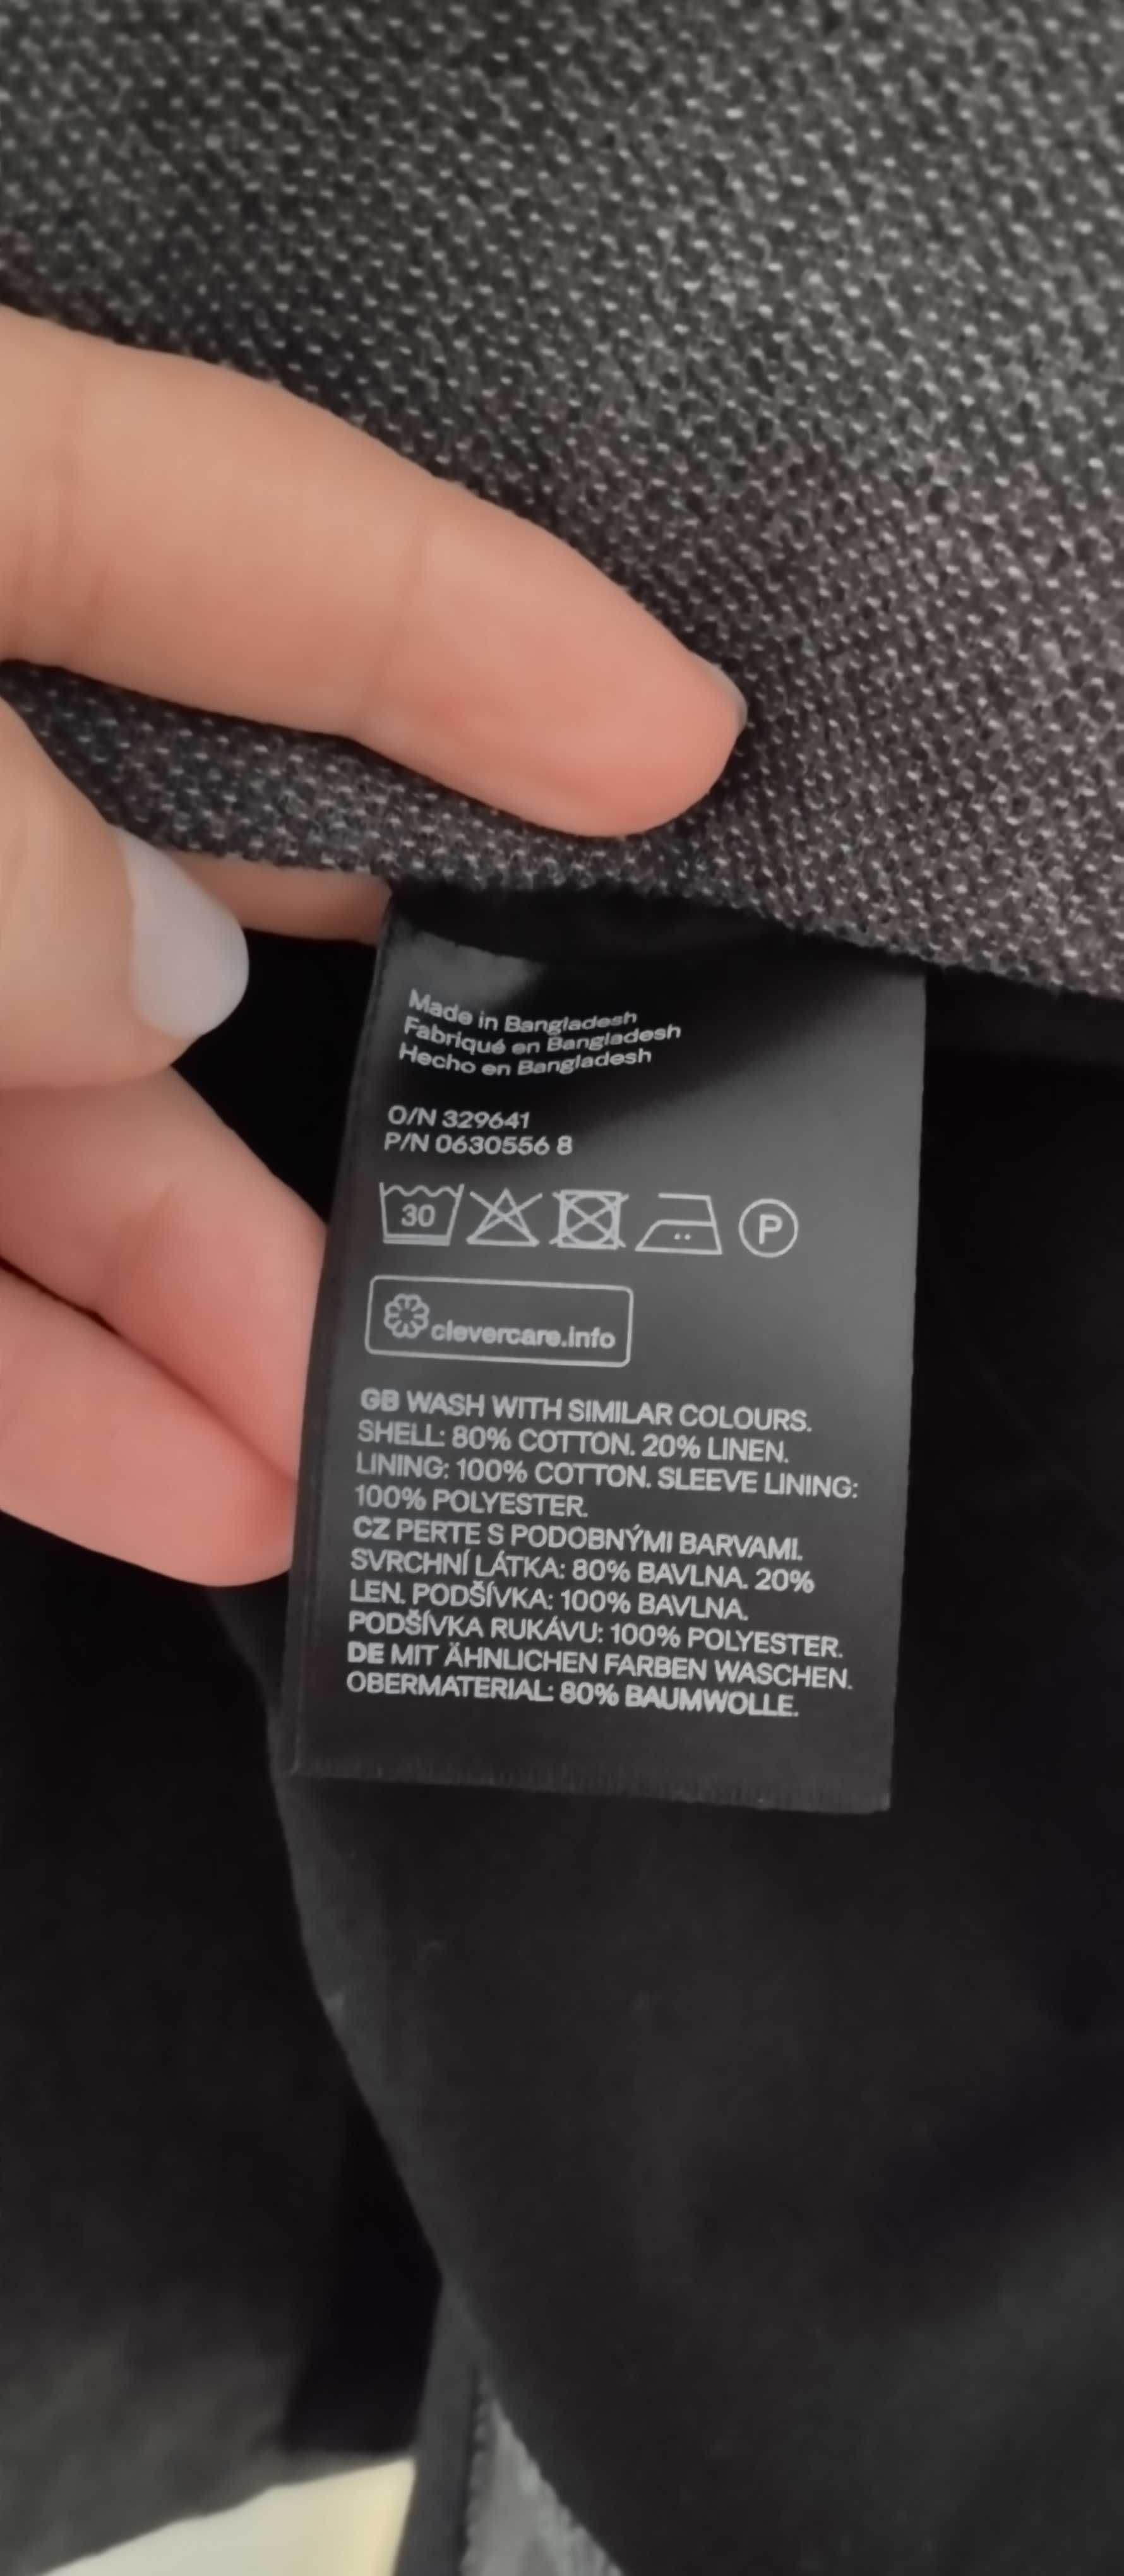 Made in Bangladesh
Fabriqué en Bangladesh
Hecho en Bangladesh
O/N 329641
P/N 0630556 8
30 P
clevercare.info
GB WASH WITH SIMILAR COLOURS.
SHELL: 80% COTTON. 20% LINEN.
LINING: 100% COTTON. SLEEVE LINING:
100% POLYESTER.
CZ PERTE S PODOBNÝMI BARVAMI.
SVRCHNÍ LÁTKA: 80% BAVLNA. 20%
LEN. PODŠÍVKA: 100% BAVLNA.
PODŠÍVKA RUKÁVU: 100% POLYESTER.
DE MIT ÄHNLICHEN FARBEN WASCHEN.
OBERMATERIAL: 80% BAUMWOLLE.